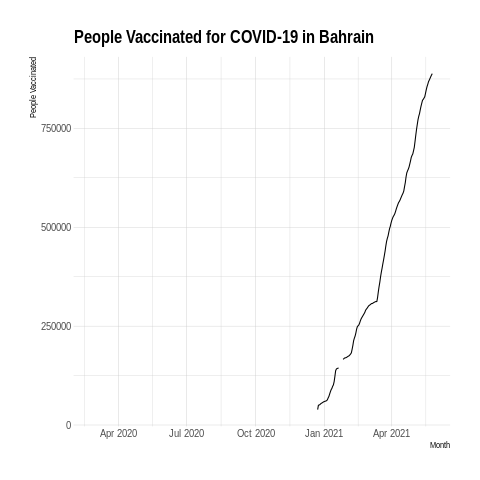 People Vaccinated for COVID-19 in Bahrain
People Vaccinated
750000
500000
250000
0
Apr 2020 Jul 2020 Oct 2020 Jan 2021 Apr 2021
Month